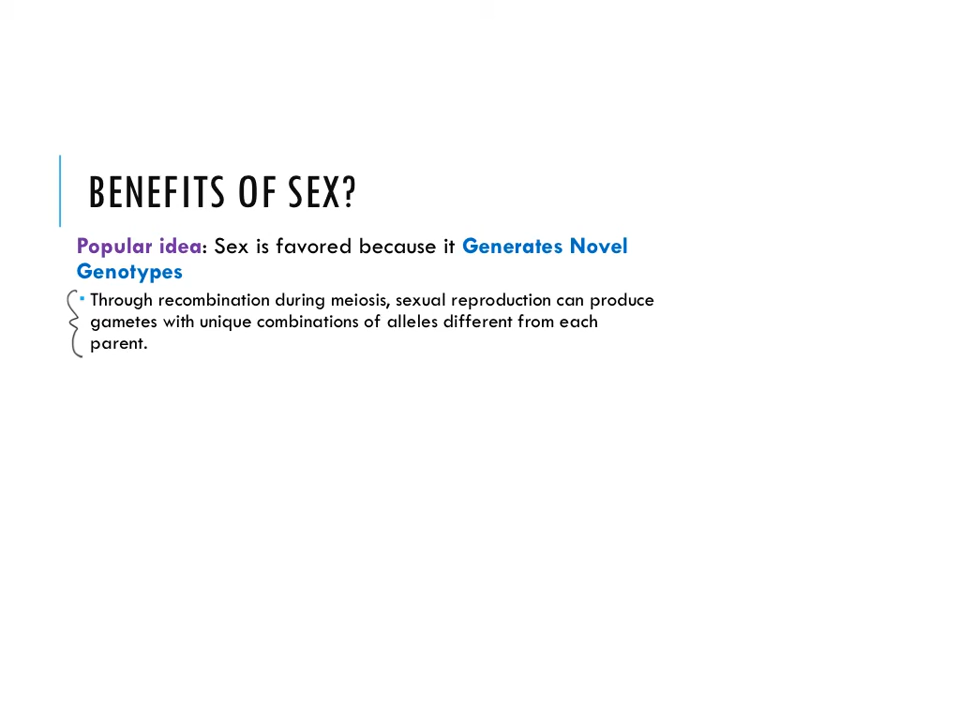 BENEFITS OF SEX?
Popular idea: Sex is favored because it Generates Novel
Genotypes
▪ Through recombination during meiosis, sexual reproduction can produce
gametes with unique combinations of alleles different from each
parent.